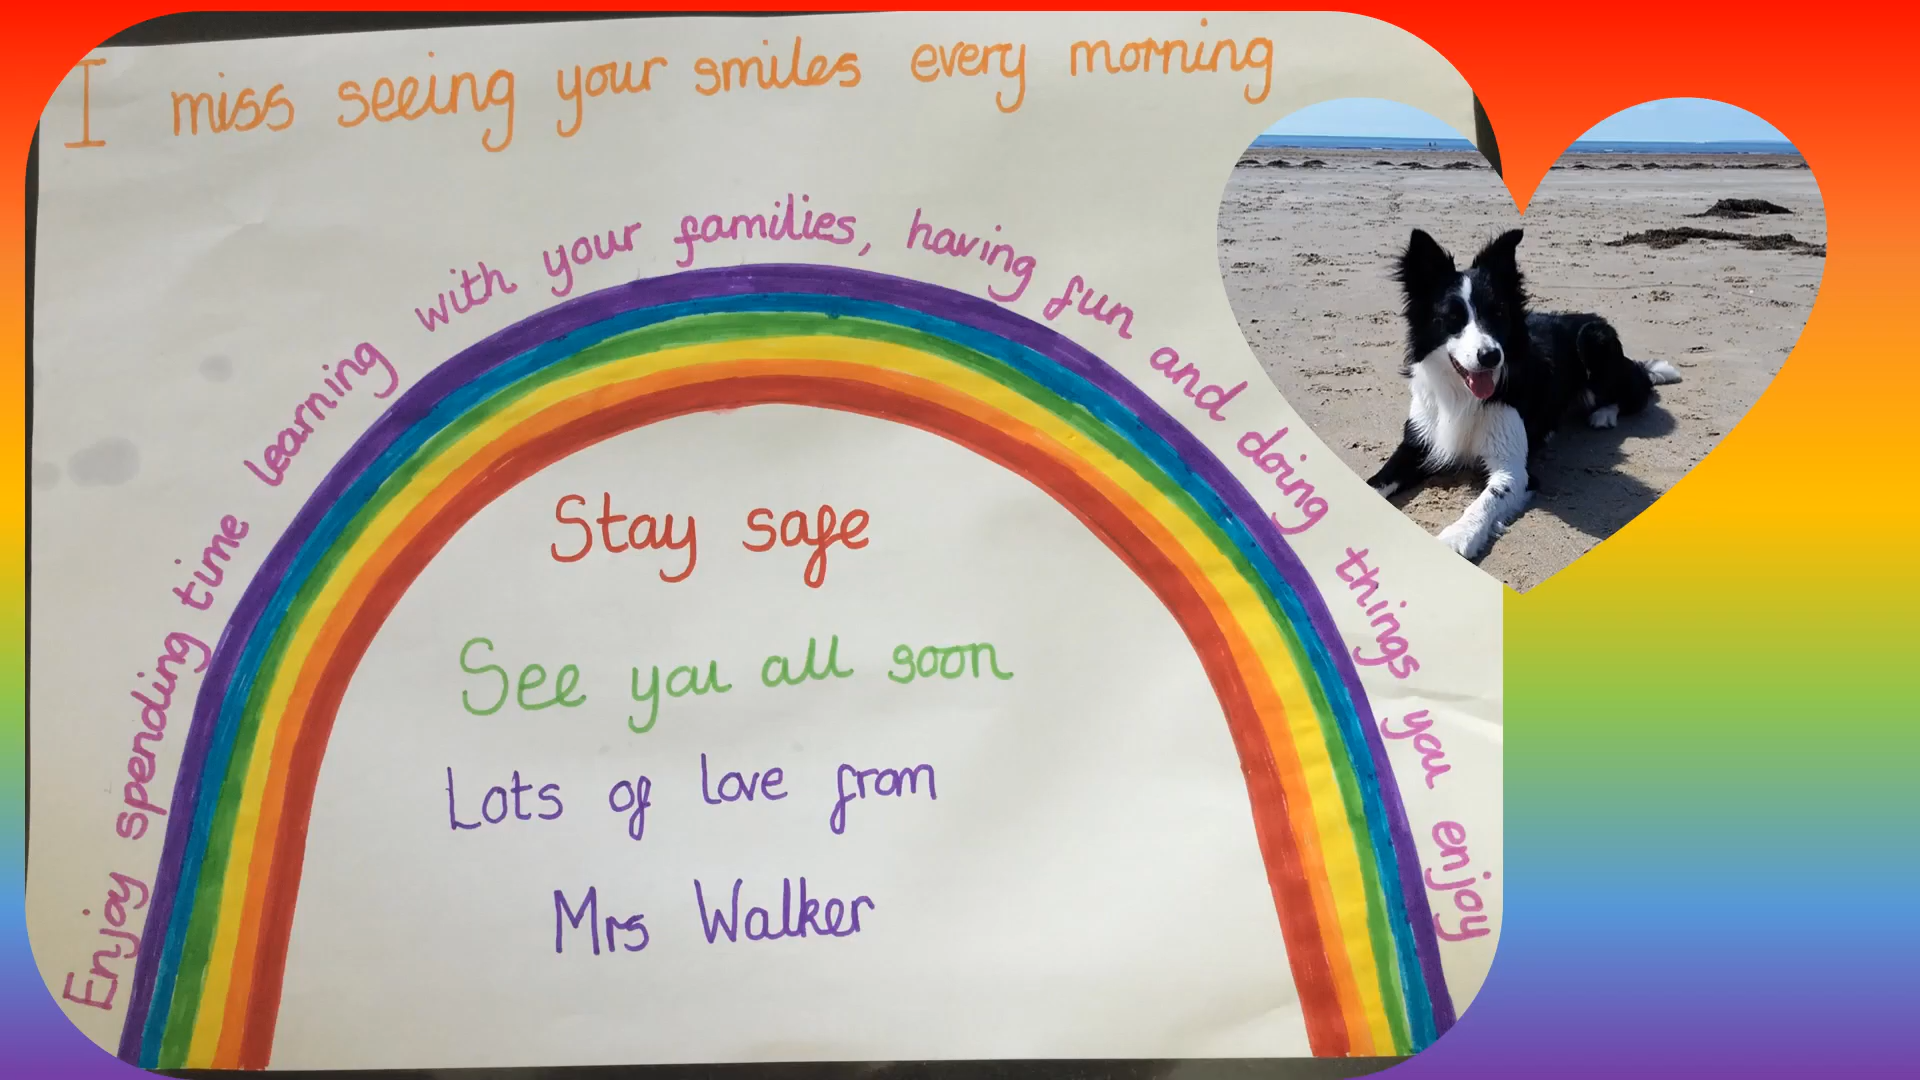 I miss seeing your smiles every morning
Enjoy spending time learning with your families, having fun and doing things you enjoy
Stay safe
See you all soon
Lots of love from
Mrs Walker